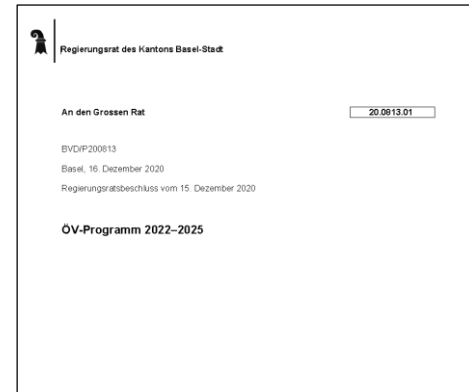 Regierungsrat des Kantons Basel-Stadt
An den Grossen Rat
20.0813.01
BVD/P200813
Basel, 16. Dezember 2020
Regierungsratsbeschluss vom 15. Dezember 2020
ÖV-Programm 2022–2025